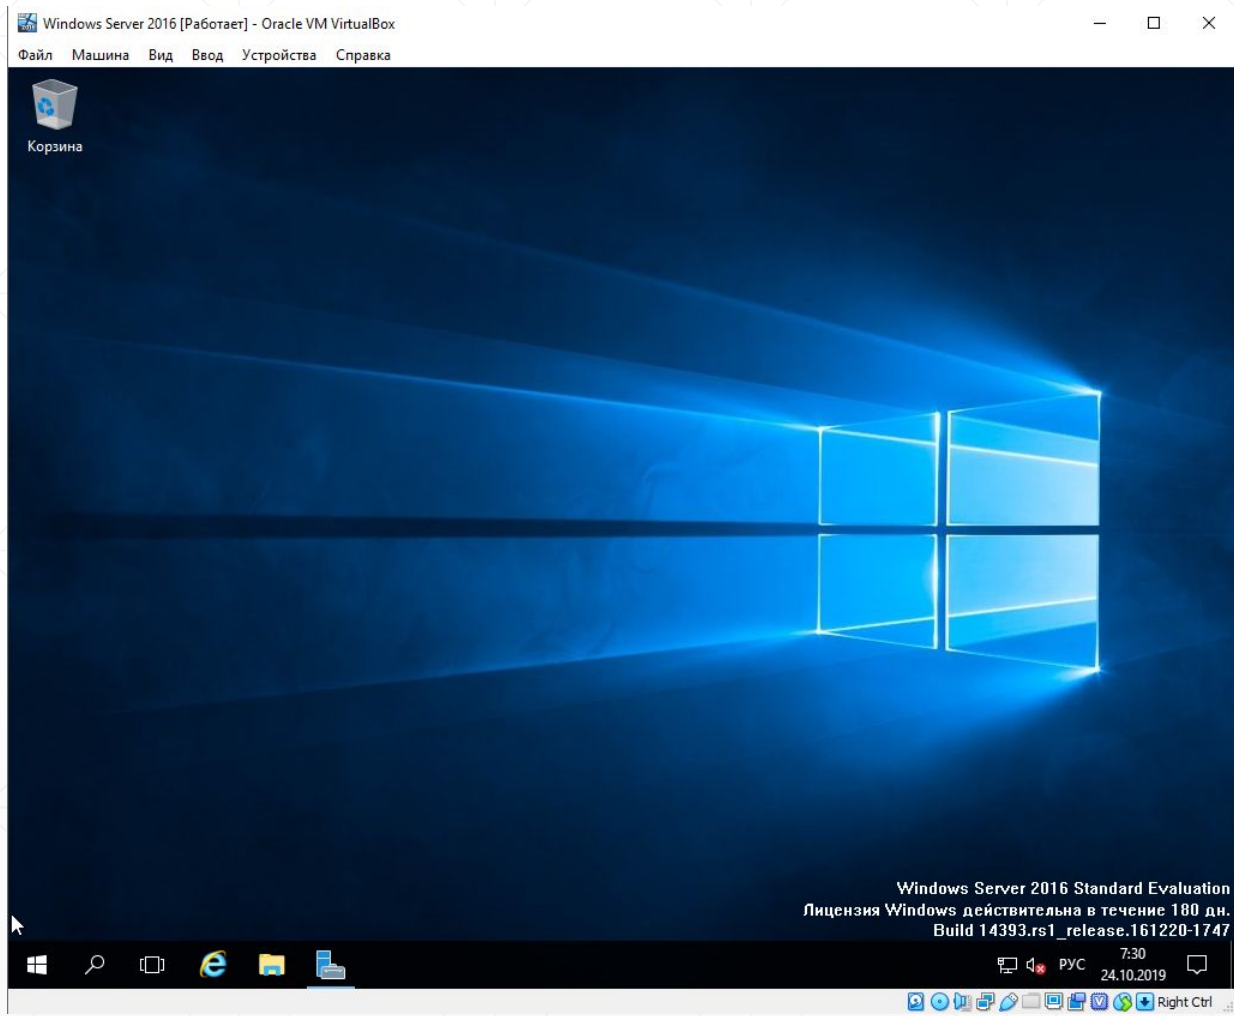 Windows Server 2016 [Работает] - Oracle VM VirtualBox
Файл Машина Вид Ввод Устройства Справка
Корзина
Windows Server 2016 Standard Evaluation
Лицензия Windows действительна в течение 180 дн.
Build 14393.rs1_release.161220-1747
РУС
7:30
24.10.2019
Right Ctrl